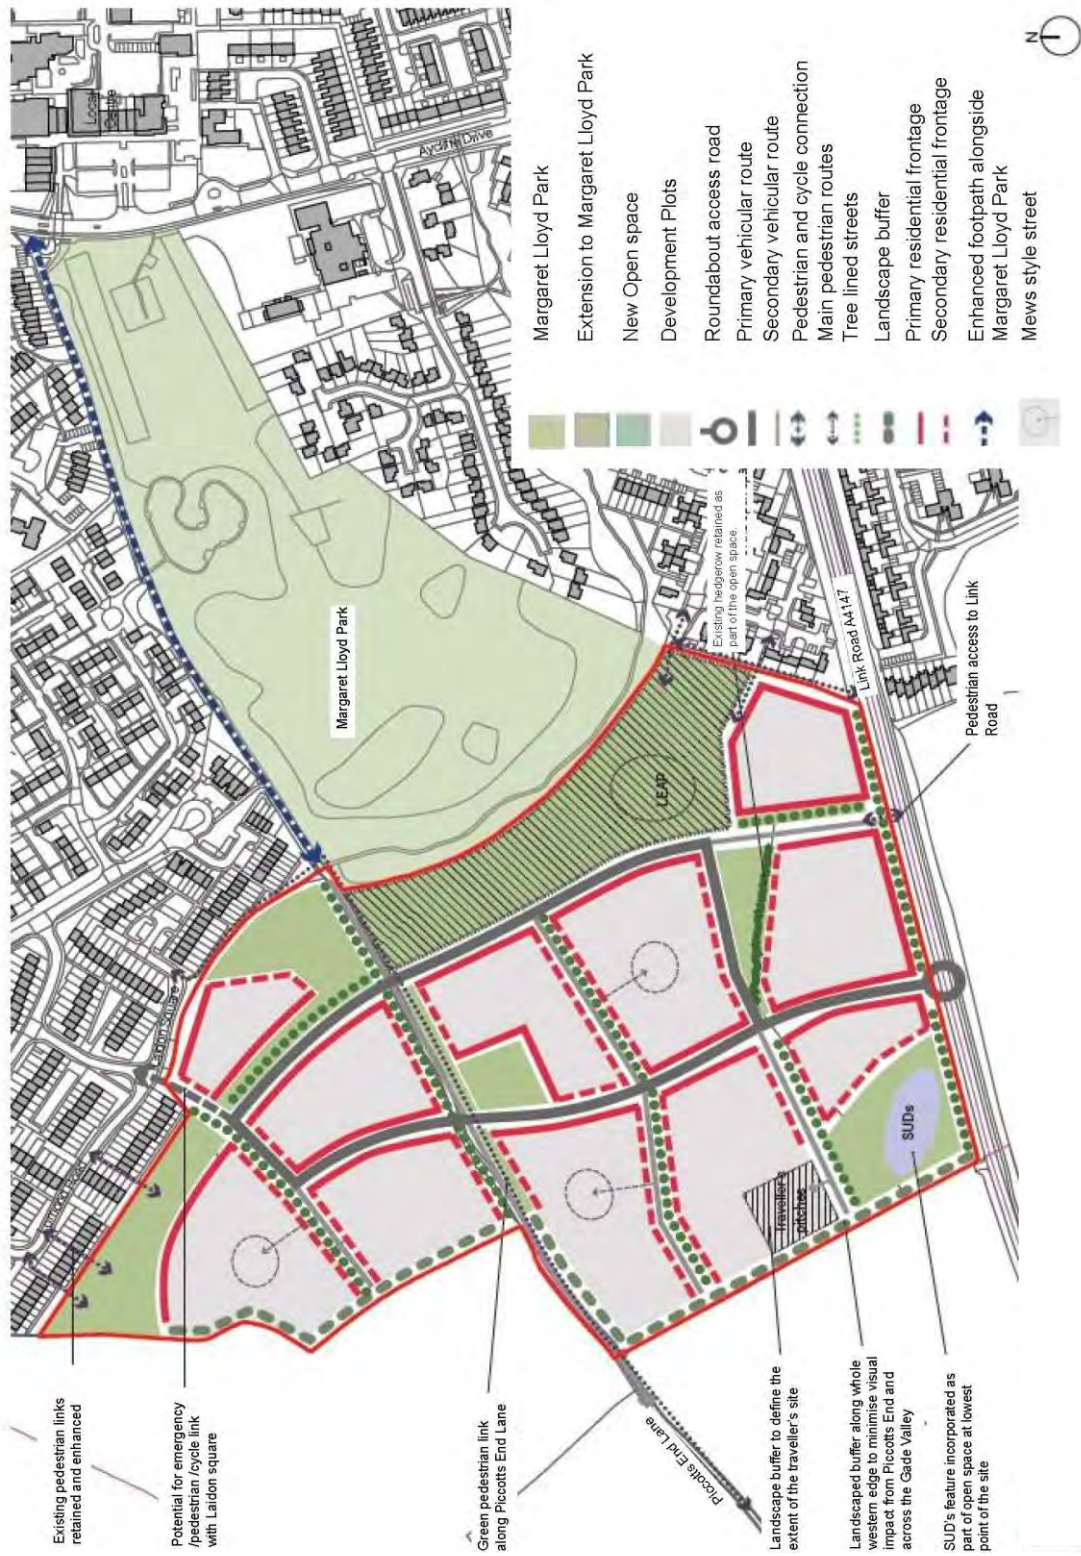 Local
Centre
Aycliffe Drive
Margaret Lloyd Park
LEAP
Existing hedgerow retained as
part of the open space.
Link Road A4147
Pedestrian access to Link
Road
Laidon Square
SUDs
Traveller's
pitches
Piccotts End Lane
Existing pedestrian links
retained and enhanced
Potential for emergency
/pedestrian /cycle link
with Laidon square
Green pedestrian link
along Piccotts End Lane
Landscape buffer to define the
extent of the traveller's site
Landscaped buffer along whole
western edge to minimise visual
impact from Piccotts End and
across the Gade Valley
SUD's feature incorporated as
part of open space at lowest
point of the site
Margaret Lloyd Park
Extension to Margaret Lloyd Park
New Open space
Development Plots
Roundabout access road
Primary vehicular route
Secondary vehicular route
Pedestrian and cycle connection
Main pedestrian routes
Tree lined streets
Landscape buffer
Primary residential frontage
Secondary residential frontage
Enhanced footpath alongside
Margaret Lloyd Park
Mews style street
N